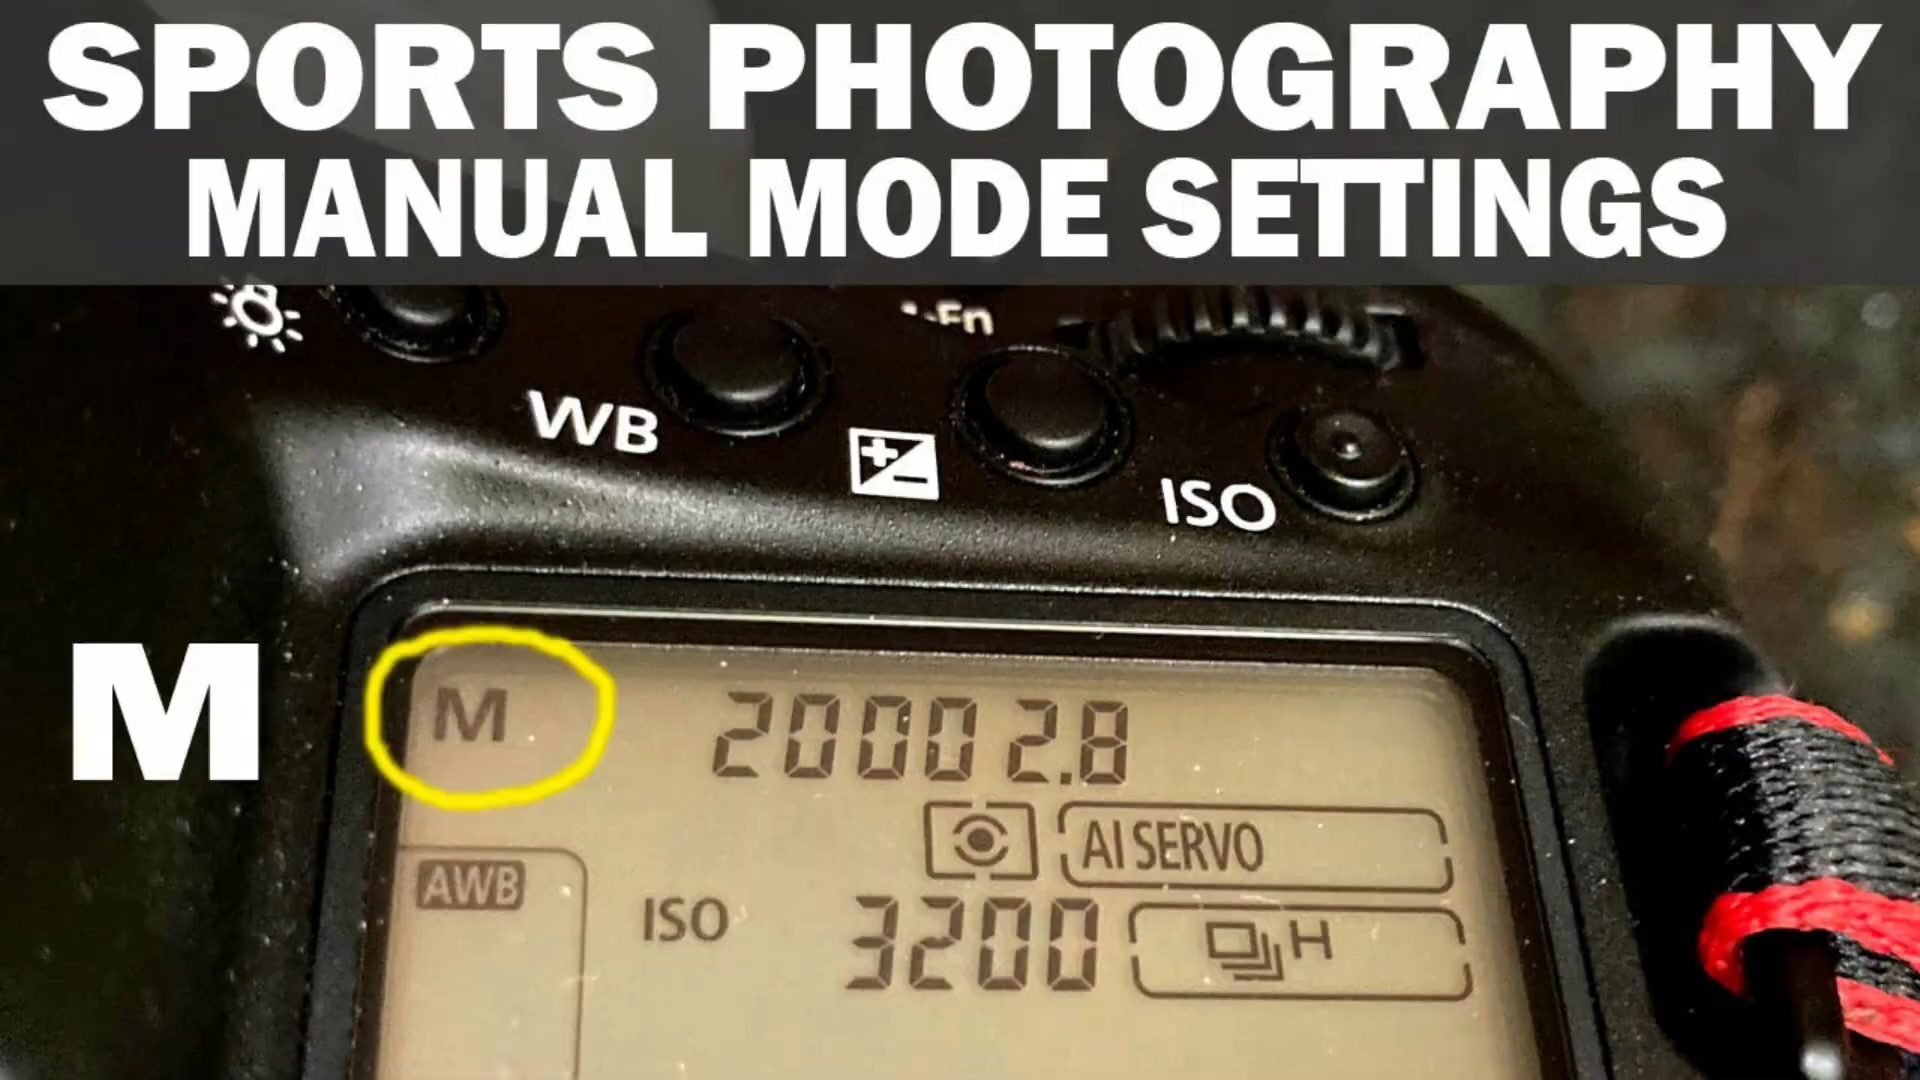 SPORTS PHOTOGRAPHY
MANUAL MODE SETTINGS
WB
ISO
M
M 2000 2.8
AI SERVO
AWB
ISO 3200 H